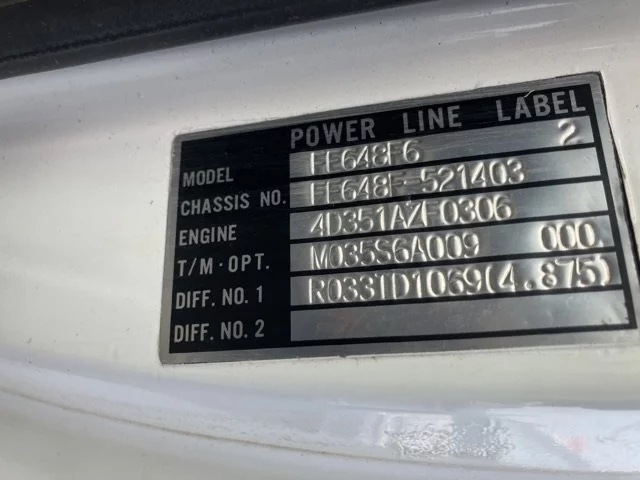 POWER LINE LABEL
MODEL FE648F6 2
CHASSIS NO. FE648F-521403
ENGINE 4D351AZF0306
T/M·OPT. M035S6A009 000
DIFF. NO. 1 R033TD1069(4.875)
DIFF. NO. 2